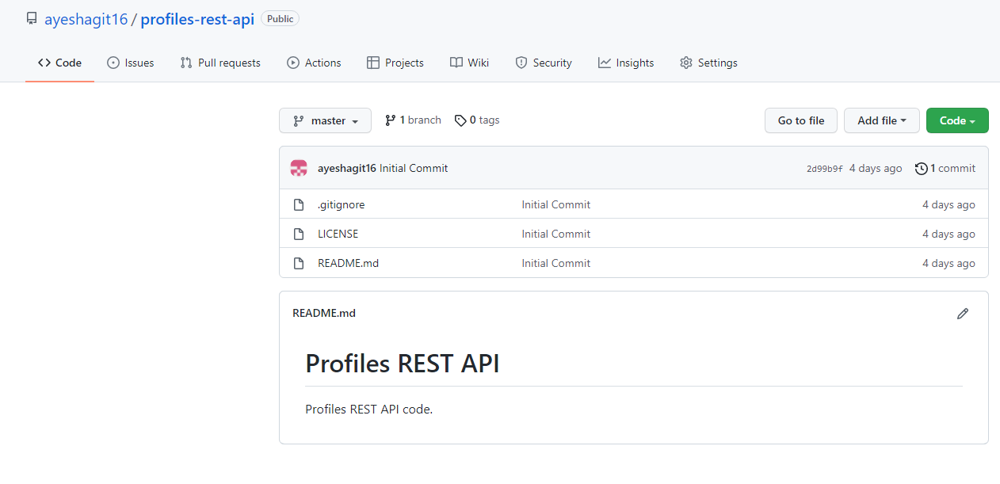 ayeshagit16 / profiles-rest-api Public
Code Issues Pull requests Actions Projects Wiki Security Insights Settings
master 1 branch 0 tags Go to file Add file Code
ayeshagit16 Initial Commit 2d99b9f 4 days ago 1 commit
.gitignore Initial Commit 4 days ago
LICENSE Initial Commit 4 days ago
README.md Initial Commit 4 days ago
README.md
Profiles REST API
Profiles REST API code.